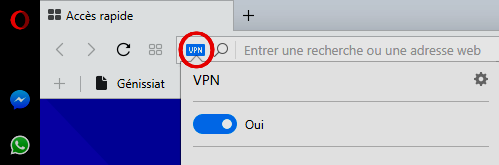 Accès rapide
VPN Entrer une recherche ou une adresse web
Génissiat
VPN
Oui